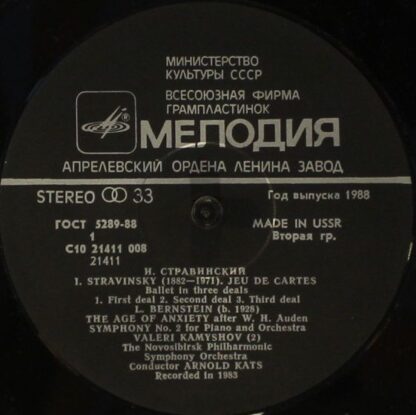 МИНИСТЕРСТВО
КУЛЬТУРЫ СССР
ВСЕСОЮЗНАЯ ФИРМА
ГРАМПЛАСТИНОК
МЕЛОДИЯ
АПРЕЛЕВСКИЙ ОРДЕНА ЛЕНИНА ЗАВОД
STEREO 33
Год выпуска 1988
ГОСТ 5289-88
MADE IN USSR
1
Вторая гр.
С10 21411 008
21411
И. СТРАВИНСКИЙ
1. STRAVINSKY (1882—1971). JEU DE CARTES
Ballet in three deals
1. First deal 2. Second deal 3. Third deal
L. BERNSTEIN (b. 1928)
THE AGE OF ANXIETY after W. H. Auden
SYMPHONY No. 2 for Piano and Orchestra
VALERI KAMYSHOV (2)
The Novosibirsk Philharmonic
Symphony Orchestra
Conductor ARNOLD KATS
Recorded in 1983